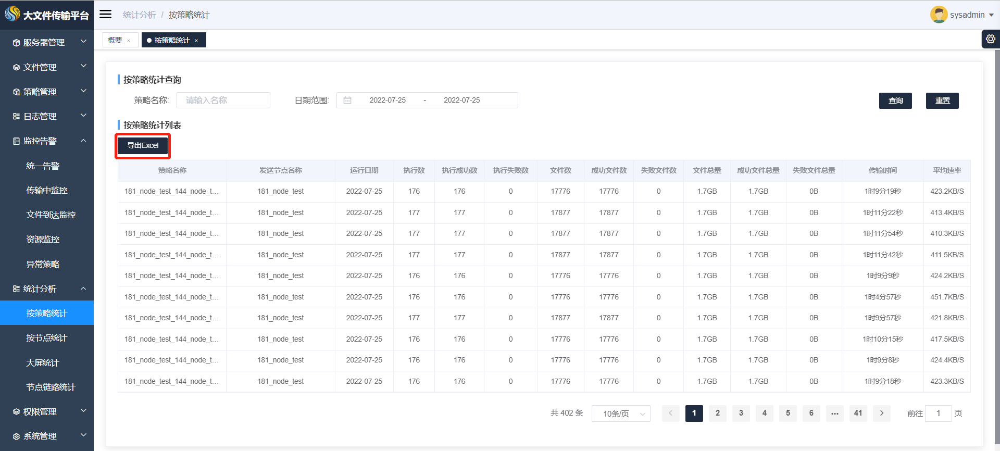 大文件传输平台
统计分析 / 按策略统计
sysadmin
概要 ×
按策略统计 ×
服务器管理
文件管理
策略管理
日志管理
监控告警
统一告警
传输中监控
文件到达监控
资源监控
异常策略
统计分析
按策略统计
按节点统计
大屏统计
节点链路统计
权限管理
系统管理
按策略统计查询
策略名称: 请输入名称 日期范围: 2022-07-25 - 2022-07-25 查询 重置
按策略统计列表
导出Excel
策略名称 发送节点名称 运行日期 执行数 执行成功数 执行失败数 文件数 成功文件数 失败文件数 文件总量 成功文件总量 失败文件总量 传输时间 平均速率
181_node_test_144_node_t... 181_node_test 2022-07-25 176 176 0 17776 17776 0 1.7GB 1.7GB 0B 1时9分19秒 423.2KB/S
181_node_test_144_node_t... 181_node_test 2022-07-25 177 177 0 17877 17877 0 1.7GB 1.7GB 0B 1时11分22秒 413.4KB/S
181_node_test_144_node_t... 181_node_test 2022-07-25 177 177 0 17877 17877 0 1.7GB 1.7GB 0B 1时11分54秒 410.3KB/S
181_node_test_144_node_t... 181_node_test 2022-07-25 177 177 0 17877 17877 0 1.7GB 1.7GB 0B 1时11分42秒 411.5KB/S
181_node_test_144_node_t... 181_node_test 2022-07-25 176 176 0 17776 17776 0 1.7GB 1.7GB 0B 1时9分9秒 424.2KB/S
181_node_test_144_node_t... 181_node_test 2022-07-25 176 176 0 17776 17776 0 1.7GB 1.7GB 0B 1时4分57秒 451.7KB/S
181_node_test_144_node_t... 181_node_test 2022-07-25 177 177 0 17877 17877 0 1.7GB 1.7GB 0B 1时9分57秒 421.8KB/S
181_node_test_144_node_t... 181_node_test 2022-07-25 176 176 0 17776 17776 0 1.7GB 1.7GB 0B 1时10分15秒 417.5KB/S
181_node_test_144_node_t... 181_node_test 2022-07-25 176 176 0 17776 17776 0 1.7GB 1.7GB 0B 1时9分8秒 424.4KB/S
181_node_test_144_node_t... 181_node_test 2022-07-25 176 176 0 17776 17776 0 1.7GB 1.7GB 0B 1时9分18秒 423.3KB/S
共 402 条 10条/页 < 1 2 3 4 5 6 ... 41 > 前往 1 页